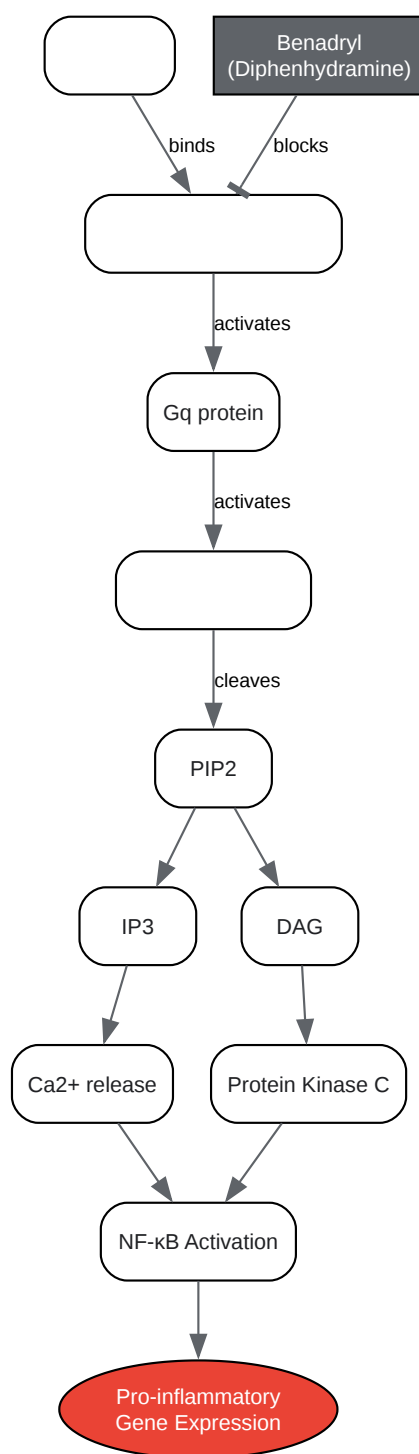 Benadryl
(Diphenhydramine)
binds
blocks
activates
Gq protein
activates
cleaves
PIP2
IP3
DAG
Ca2+ release
Protein Kinase C
NF-κB Activation
Pro-inflammatory
Gene Expression